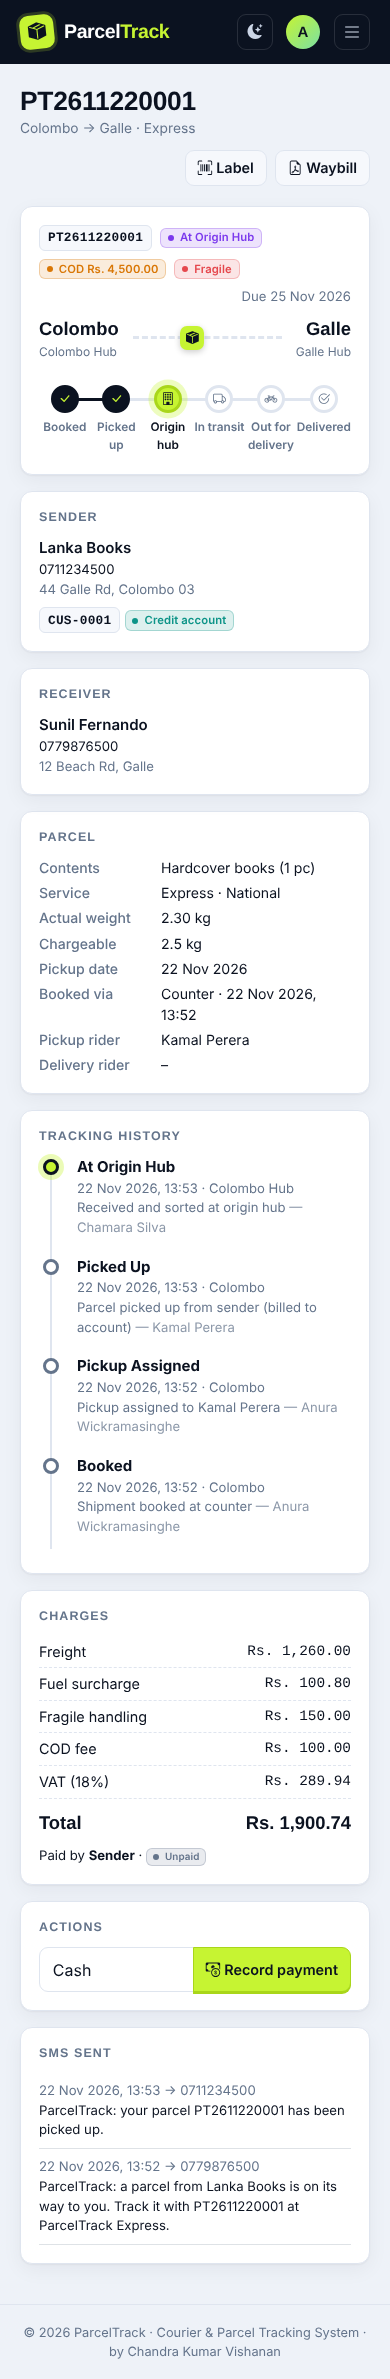 ParcelTrack
A
PT2611220001
Colombo → Galle · Express
Label
Waybill
PT2611220001
At Origin Hub
COD Rs. 4,500.00
Fragile
Due 25 Nov 2026
Colombo
Galle
Colombo Hub
Galle Hub
Booked
Picked up
Origin hub
In transit
Out for delivery
Delivered
SENDER
Lanka Books
0711234500
44 Galle Rd, Colombo 03
CUS-0001
Credit account
RECEIVER
Sunil Fernando
0779876500
12 Beach Rd, Galle
PARCEL
Contents Hardcover books (1 pc)
Service Express · National
Actual weight 2.30 kg
Chargeable 2.5 kg
Pickup date 22 Nov 2026
Booked via Counter · 22 Nov 2026,
13:52
Pickup rider Kamal Perera
Delivery rider –
TRACKING HISTORY
At Origin Hub
22 Nov 2026, 13:53 · Colombo Hub
Received and sorted at origin hub —
Chamara Silva
Picked Up
22 Nov 2026, 13:53 · Colombo
Parcel picked up from sender (billed to
account) — Kamal Perera
Pickup Assigned
22 Nov 2026, 13:52 · Colombo
Pickup assigned to Kamal Perera — Anura
Wickramasinghe
Booked
22 Nov 2026, 13:52 · Colombo
Shipment booked at counter — Anura
Wickramasinghe
CHARGES
Freight Rs. 1,260.00
Fuel surcharge Rs. 100.80
Fragile handling Rs. 150.00
COD fee Rs. 100.00
VAT (18%) Rs. 289.94
Total Rs. 1,900.74
Paid by Sender · Unpaid
ACTIONS
Cash
Record payment
SMS SENT
22 Nov 2026, 13:53 → 0711234500
ParcelTrack: your parcel PT2611220001 has been
picked up.
22 Nov 2026, 13:52 → 0779876500
ParcelTrack: a parcel from Lanka Books is on its
way to you. Track it with PT2611220001 at
ParcelTrack Express.
© 2026 ParcelTrack · Courier & Parcel Tracking System ·
by Chandra Kumar Vishanan